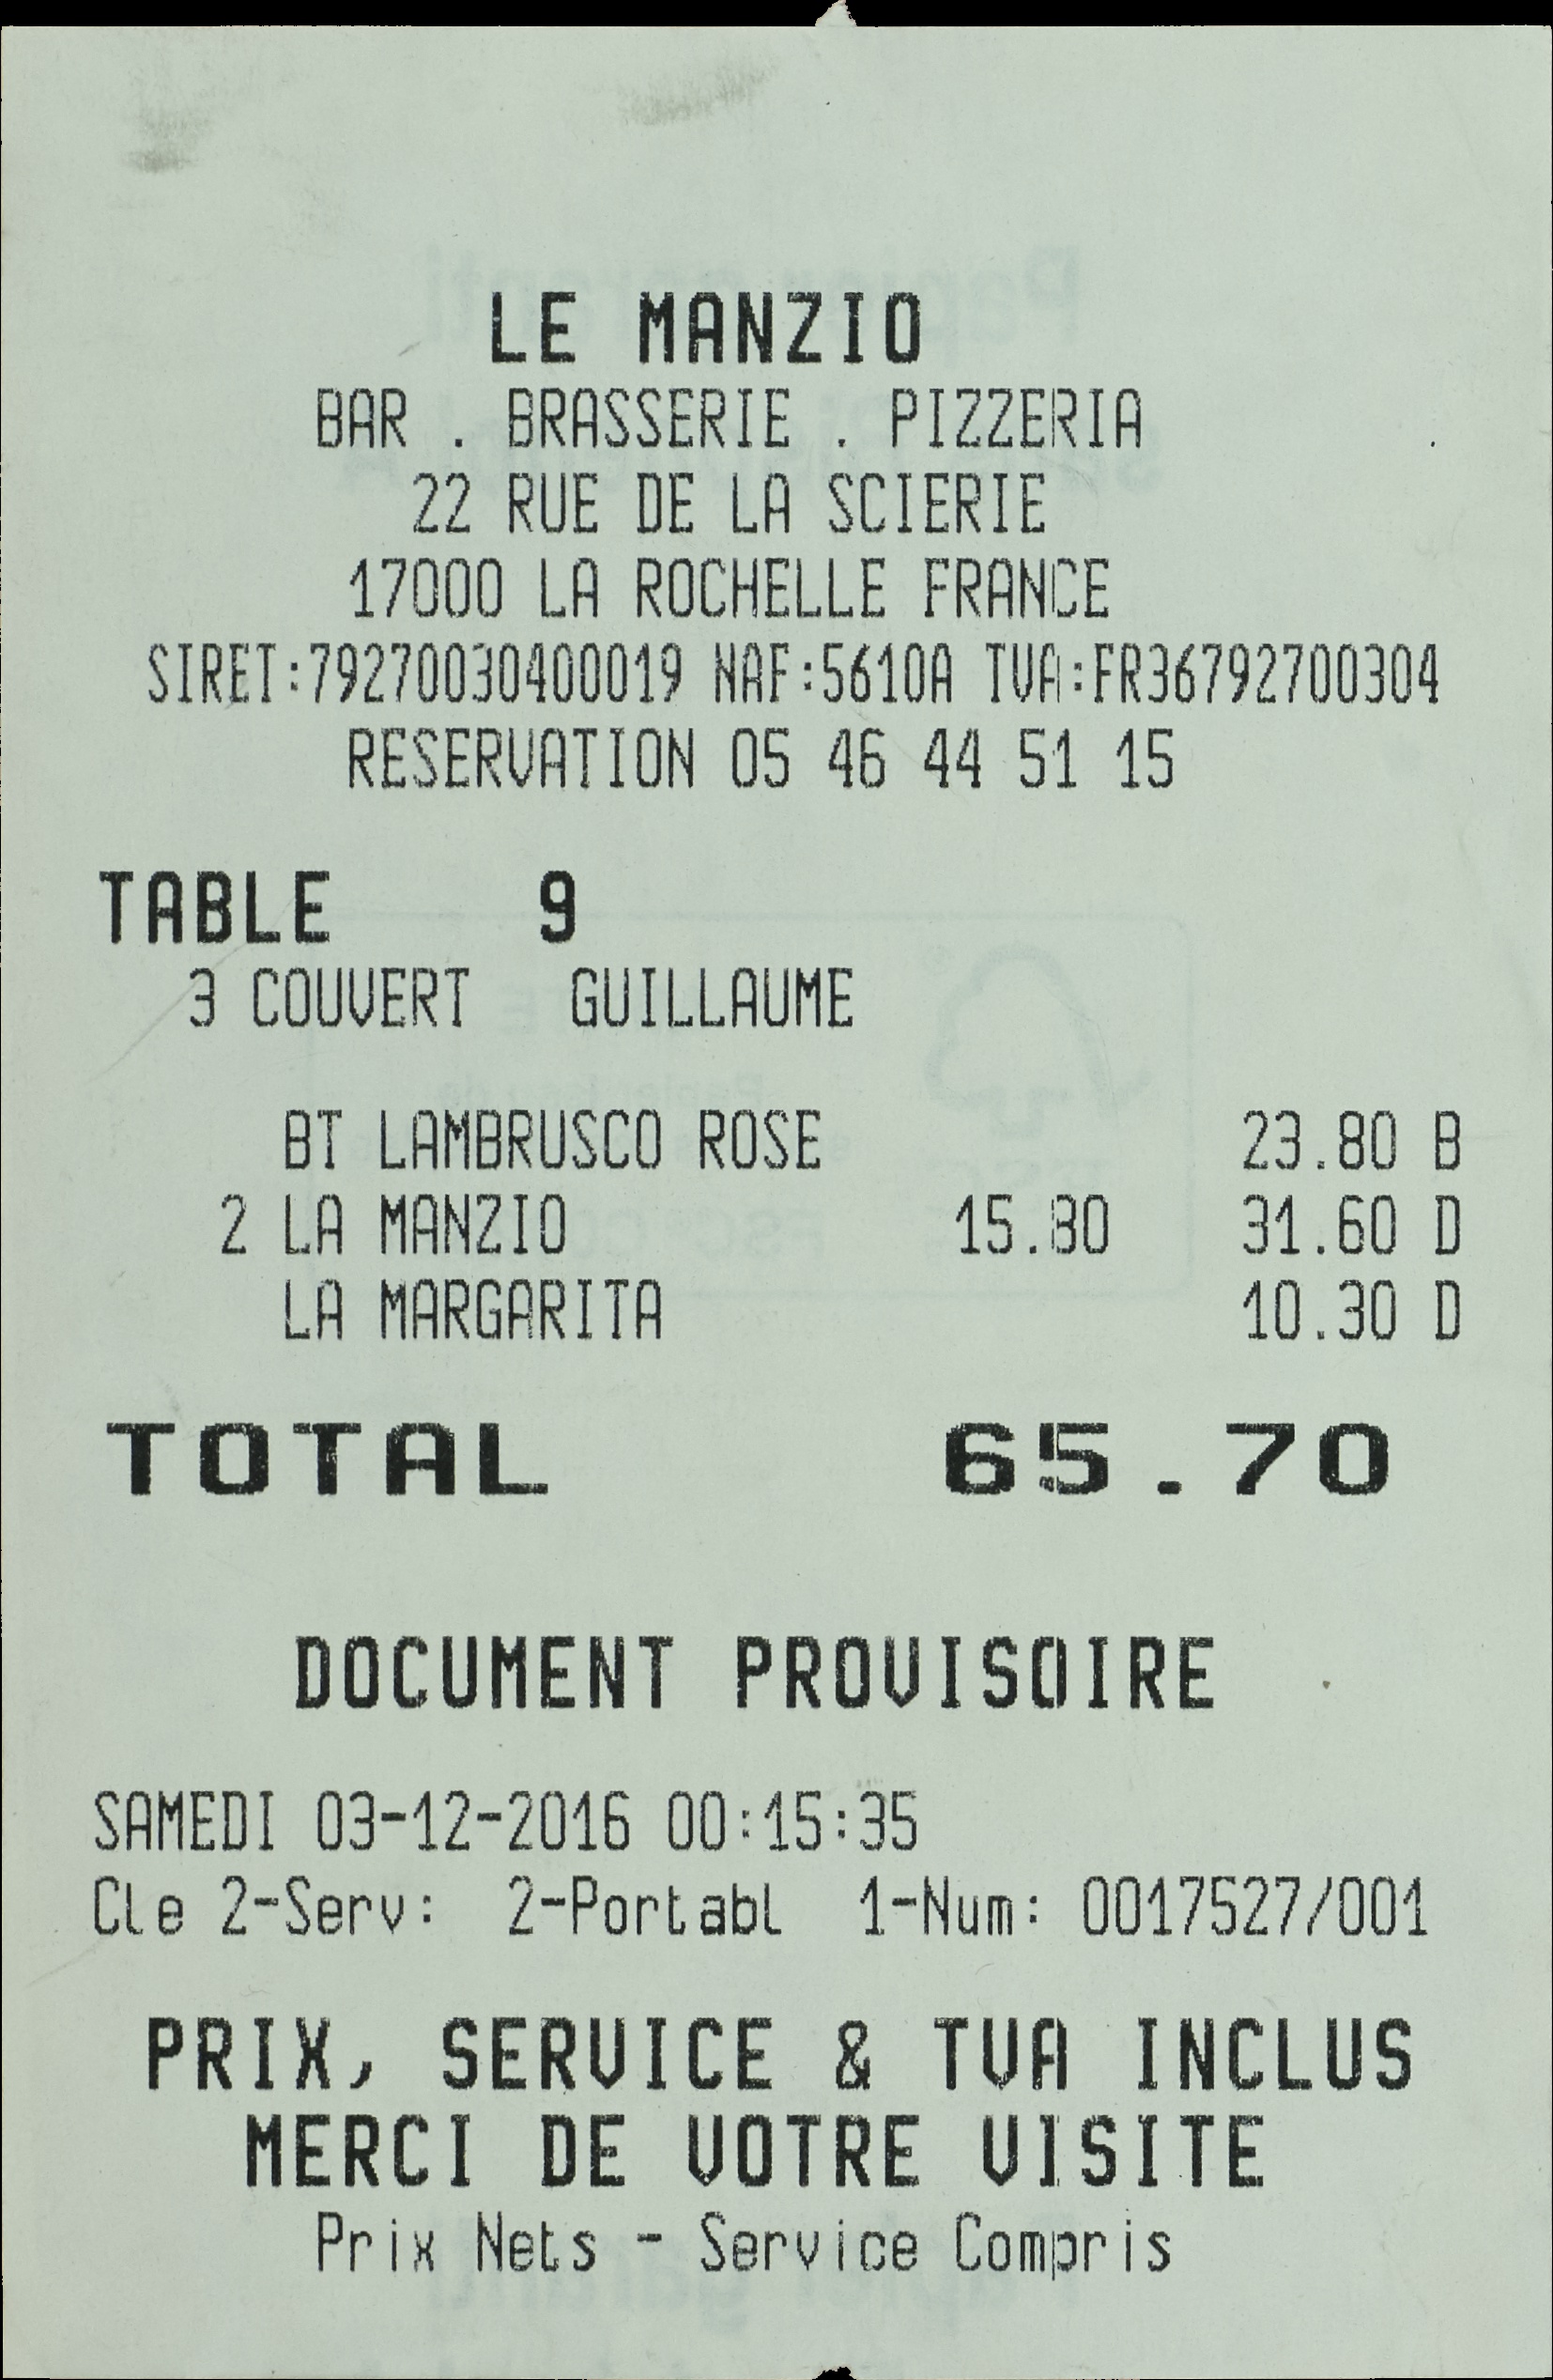 LE MANZIO
BAR . BRASSERIE . PIZZERIA
22 RUE DE LA SCIERIE
17000 LA ROCHELLE FRANCE
SIRET:79270030400019 NAF:5610A TVA:FR36792700304
RESERVATION 05 46 44 51 15
TABLE 9
3 COUVERT GUILLAUME
BT LAMBRUSCO ROSE 23.80 B
2 LA MANZIO 15.80 31.60 D
LA MARGARITA 10.30 D
TOTAL 65.70
DOCUMENT PROVISOIRE
SAMEDI 03-12-2016 00:15:35
Cle 2-Serv: 2-Portabl 1-Num: 0017527/001
PRIX, SERVICE & TVA INCLUS
MERCI DE VOTRE VISITE
Prix Nets - Service Compris